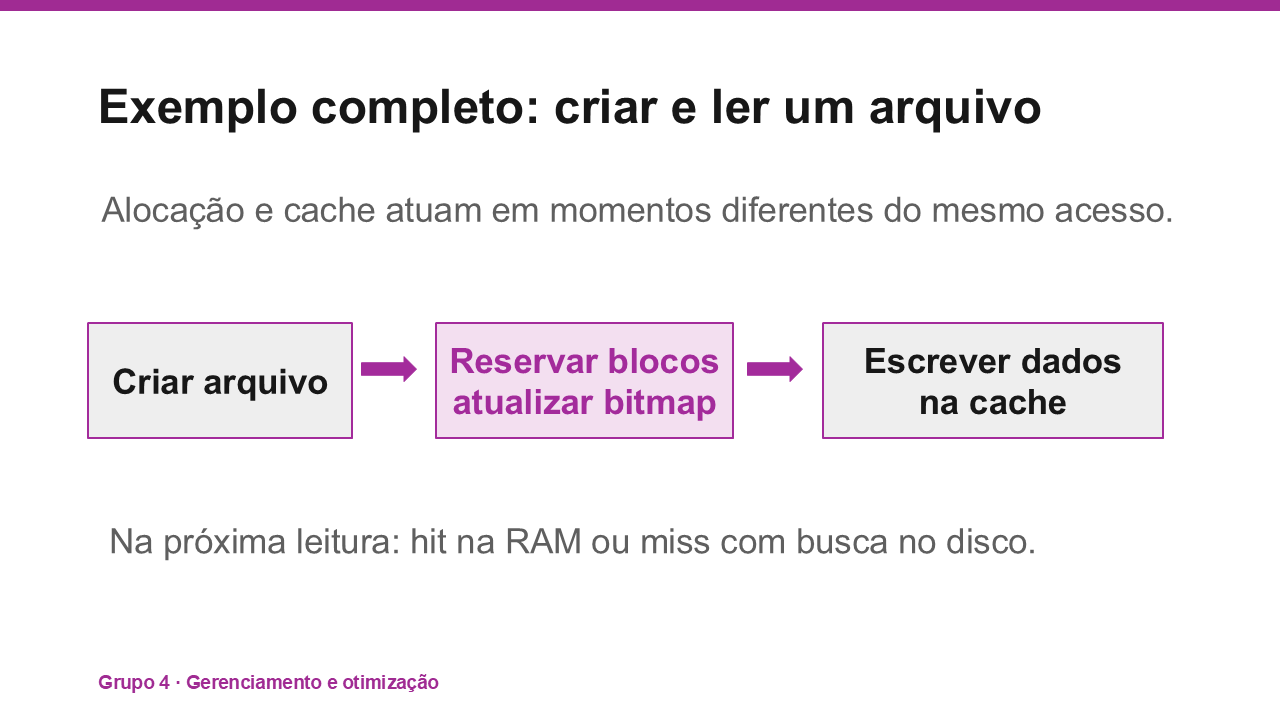 Exemplo completo: criar e ler um arquivo
Alocação e cache atuam em momentos diferentes do mesmo acesso.
Criar arquivo
Reservar blocos
atualizar bitmap
Escrever dados
na cache
Na próxima leitura: hit na RAM ou miss com busca no disco.
Grupo 4 · Gerenciamento e otimização